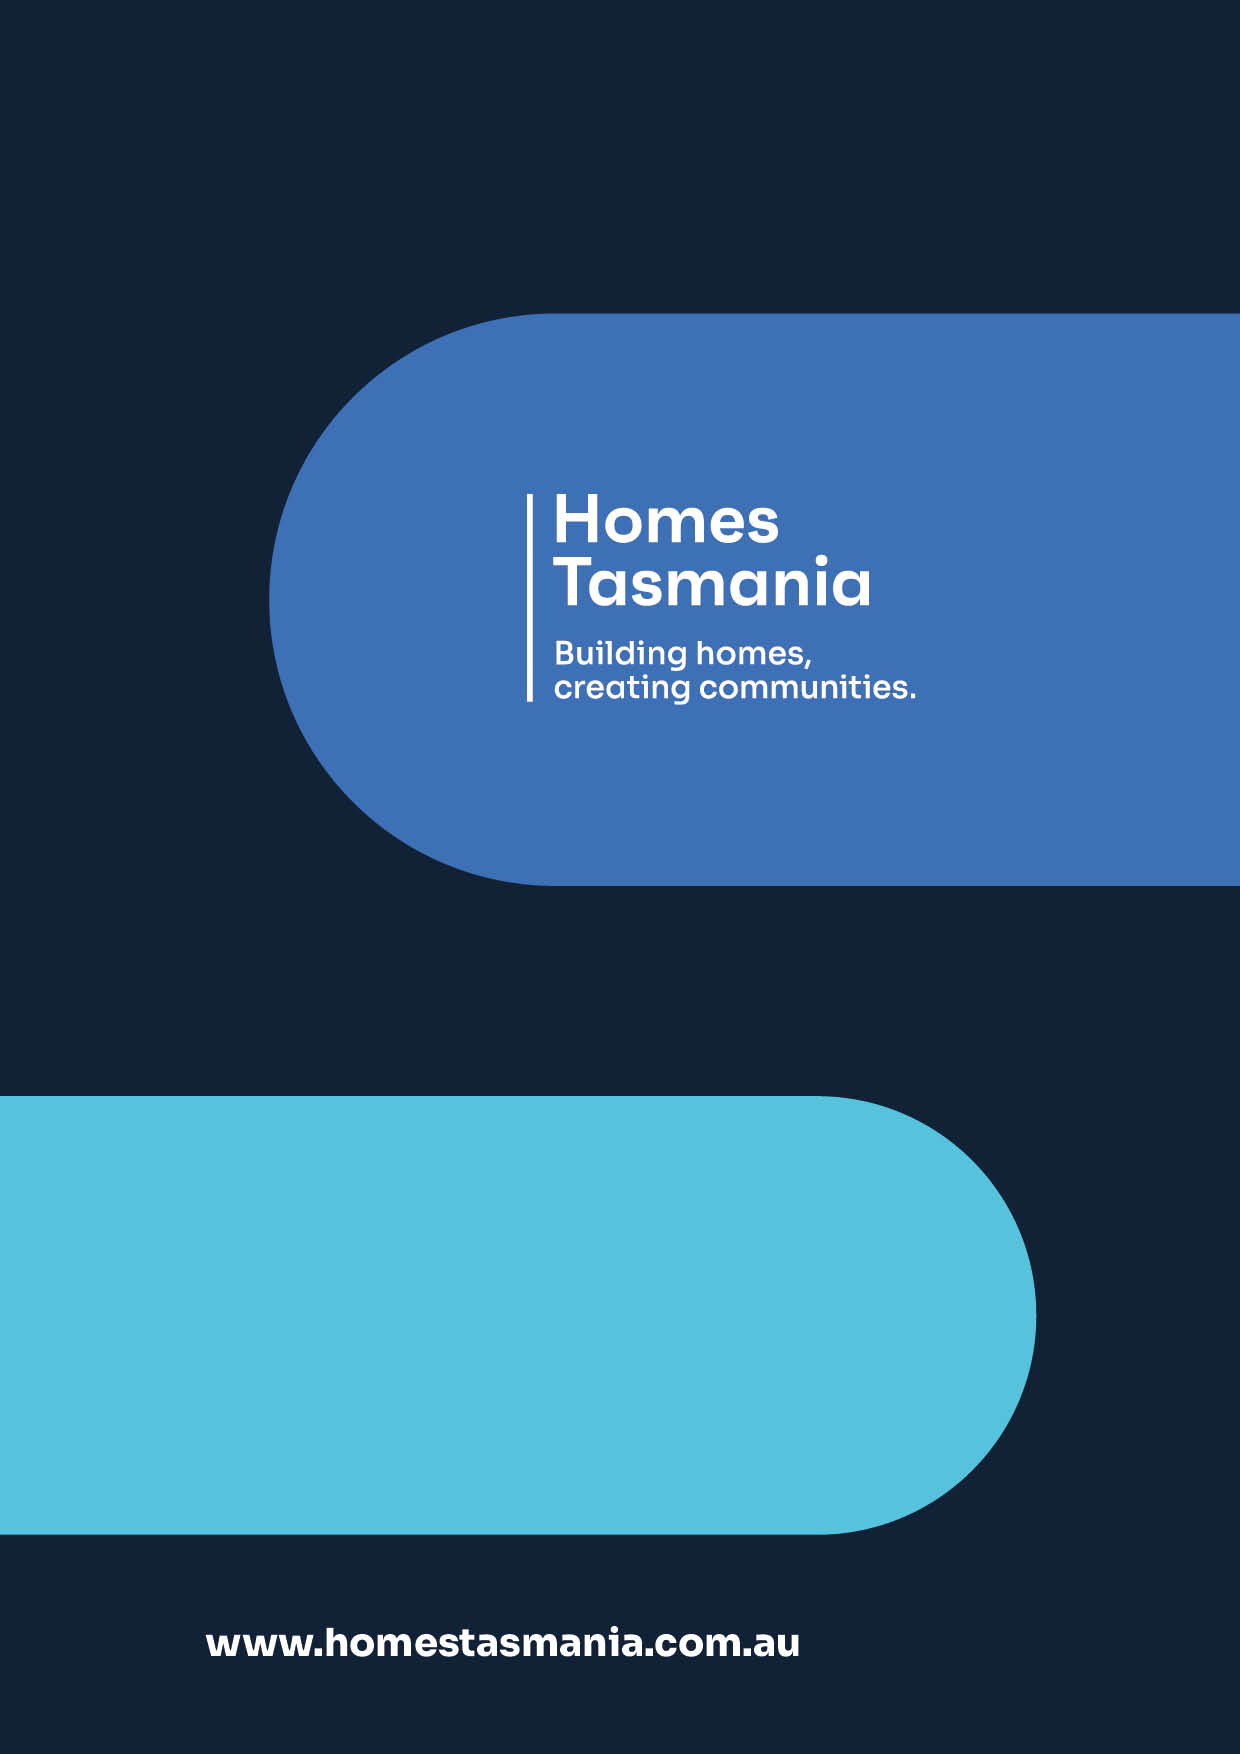 Homes
Tasmania
Building homes,
creating communities.
www.homestasmania.com.au